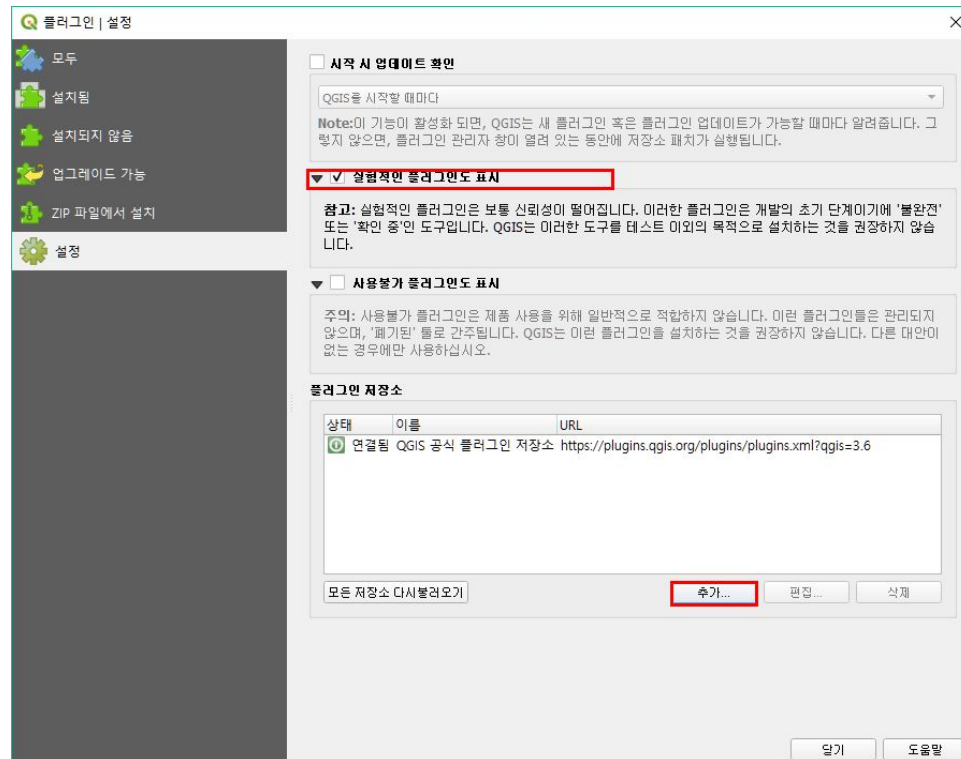 플러그인 | 설정
모두
설치됨
설치되지 않음
업그레이드 가능
ZIP 파일에서 설치
설정
시작 시 업데이트 확인
QGIS을 시작할 때마다
Note:이 기능이 활성화 되면, QGIS는 새 플러그인 혹은 플러그인 업데이트가 가능할 때마다 알려줍니다. 그
렇지 않으면, 플러그인 관리자 창이 열려 있는 동안에 저장소 패치가 실행됩니다.
실험적인 플러그인도 표시
참고: 실험적인 플러그인은 보통 신뢰성이 떨어집니다. 이러한 플러그인은 개발의 초기 단계이기에 '불완전'
또는 '확인 중'인 도구입니다. QGIS는 이러한 도구를 테스트 이외의 목적으로 설치하는 것을 권장하지 않습
니다.
사용불가 플러그인도 표시
주의: 사용불가 플러그인은 제품 사용을 위해 일반적으로 적합하지 않습니다. 이런 플러그인들은 관리되지
않으며, '폐기된' 툴로 간주됩니다. QGIS는 이런 플러그인을 설치하는 것을 권장하지 않습니다. 다른 대안이
없는 경우에만 사용하십시오.
플러그인 저장소
상태 이름 URL
연결됨 QGIS 공식 플러그인 저장소 https://plugins.qgis.org/plugins/plugins.xml?qgis=3.6
모든 저장소 다시불러오기 추가... 편집... 삭제
닫기 도움말